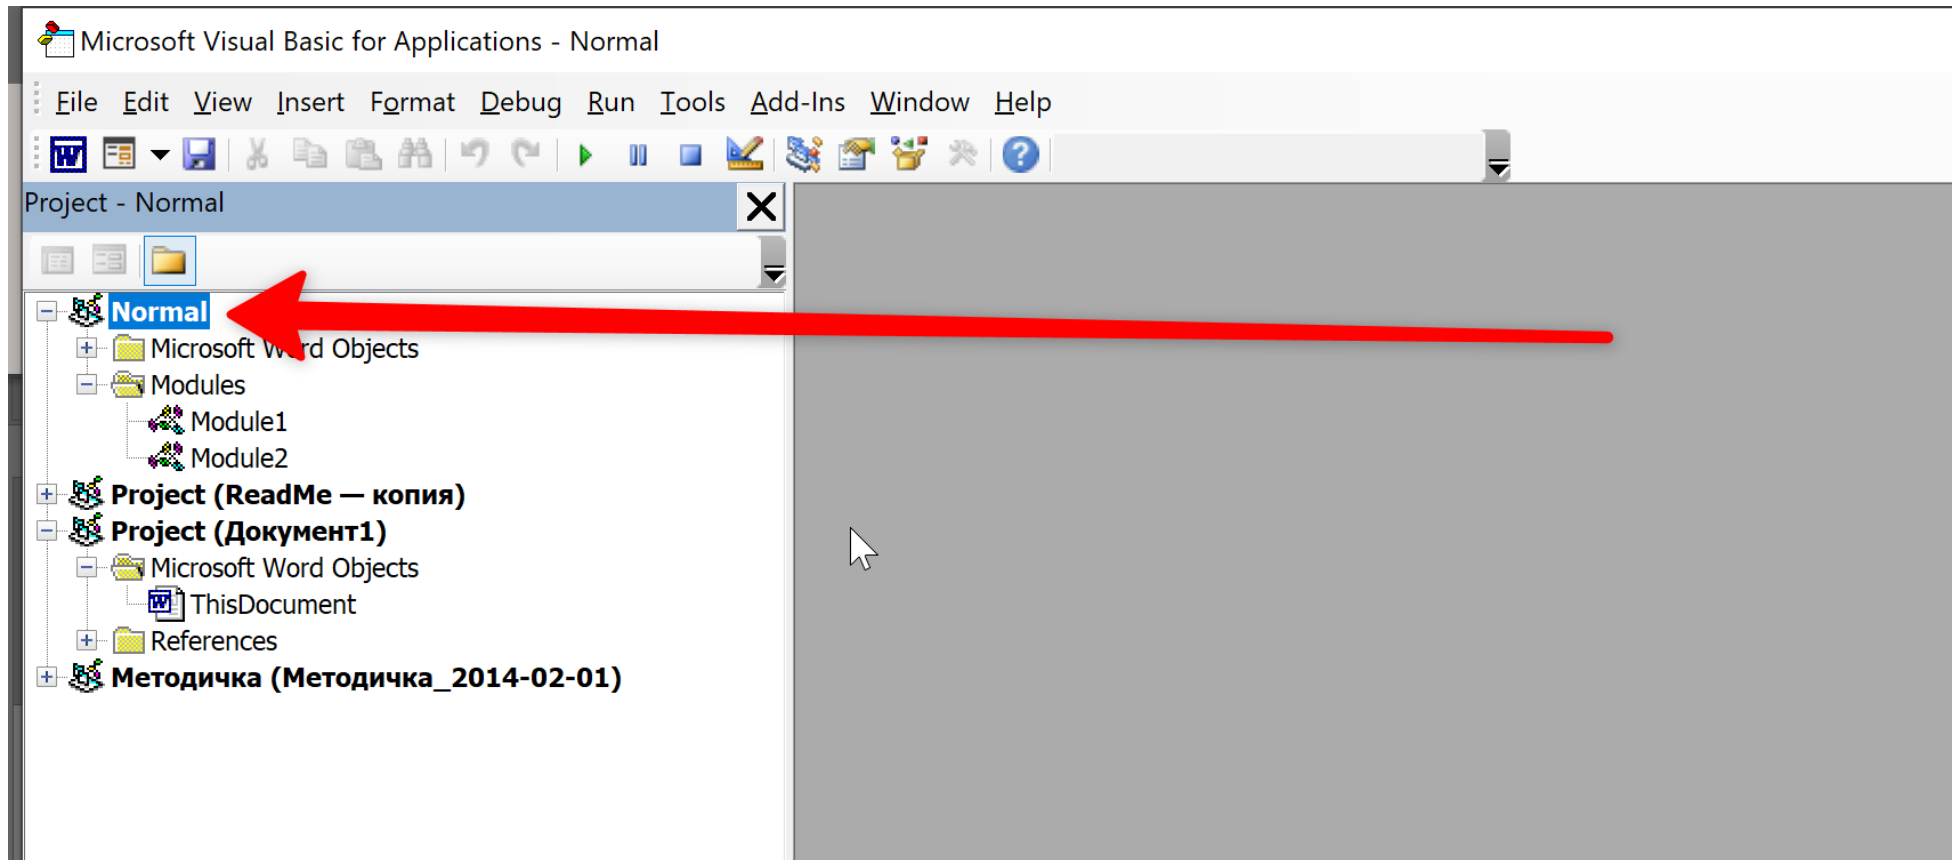 Microsoft Visual Basic for Applications - Normal
File Edit View Insert Format Debug Run Tools Add-Ins Window Help
Project - Normal
Normal
Microsoft Word Objects
Modules
Module1
Module2
Project (ReadMe — копия)
Project (Документ1)
Microsoft Word Objects
ThisDocument
References
Методичка (Методичка_2014-02-01)